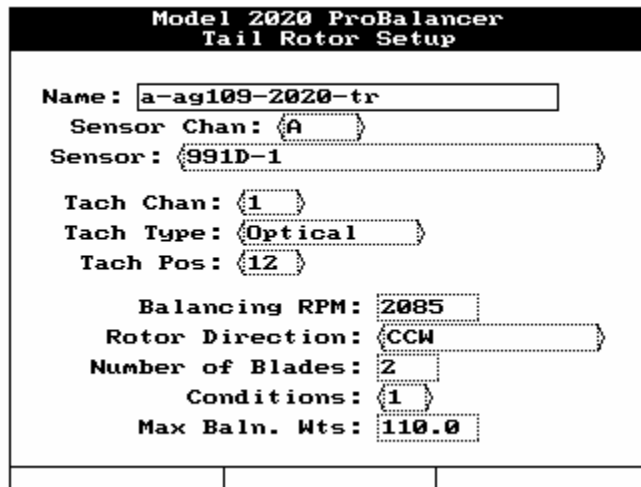 Model 2020 ProBalancer
Tail Rotor Setup
Name: a-ag109-2020-tr
Sensor Chan: A
Sensor: 991D-1
Tach Chan: 1
Tach Type: Optical
Tach Pos: 12
Balancing RPM: 2085
Rotor Direction: CCW
Number of Blades: 2
Conditions: 1
Max Baln. Wts: 110.0